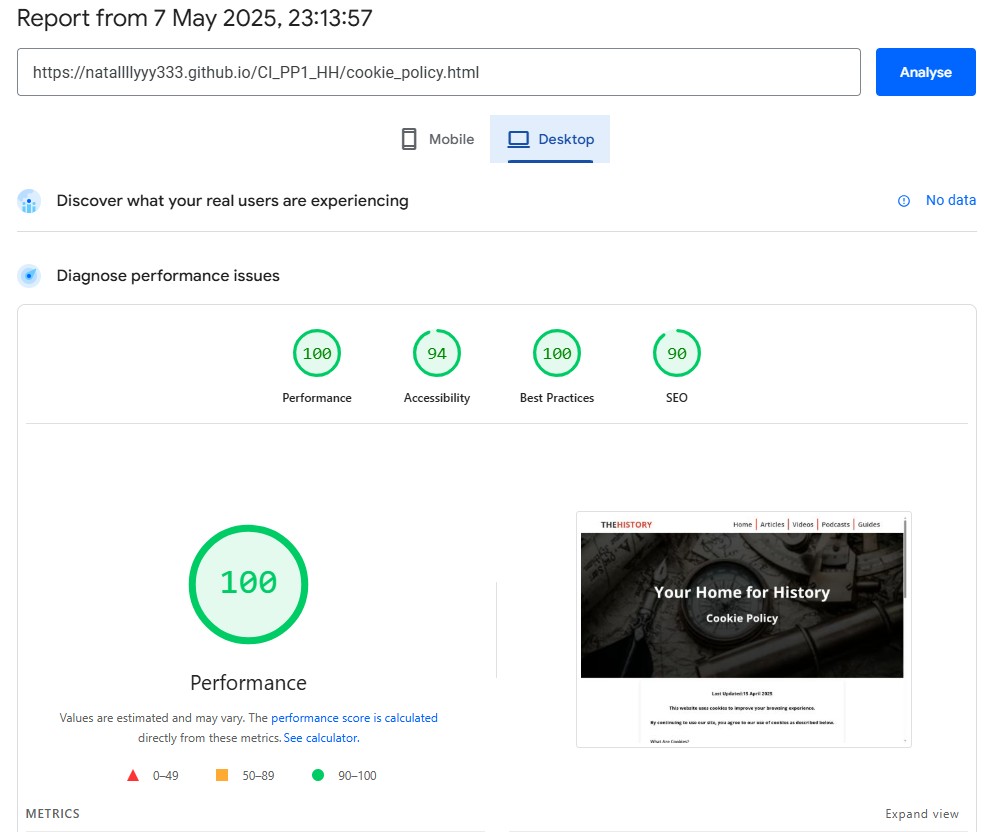 Report from 7 May 2025, 23:13:57
https://natallllyyy333.github.io/CI_PP1_HH/cookie_policy.html
Analyse
Mobile
Desktop
Discover what your real users are experiencing
No data
Diagnose performance issues
100
94
100
90
Performance
Accessibility
Best Practices
SEO
THEHISTORY
Home
Articles
Videos
Podcasts
Guides
Your Home for History
Cookie Policy
100
Performance
Values are estimated and may vary. The performance score is calculated
directly from these metrics. See calculator.
Last Updated:15 April 2025
This website uses cookies to improve your browsing experience.
By continuing to use our site, you agree to our use of cookies as described below.
What Are Cookies?
0–49
50–89
90–100
METRICS
Expand view